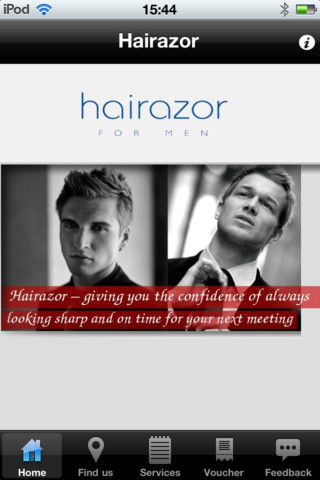 iPod 15:44
Hairazor
hairazor
FOR MEN
Hairazor – giving you the confidence of always
looking sharp and on time for your next meeting
Home Find us Services Voucher Feedback